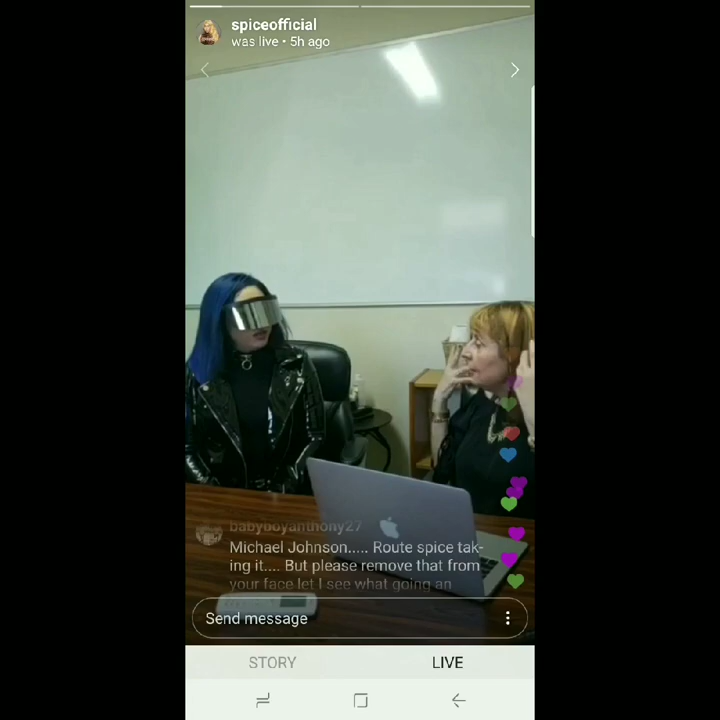 spiceofficial
was live • 5h ago
babyboyanthony27
Michael Johnson..... Route spice tak-
ing it.... But please remove that from
your face let I see what going an
Send message
STORY
LIVE